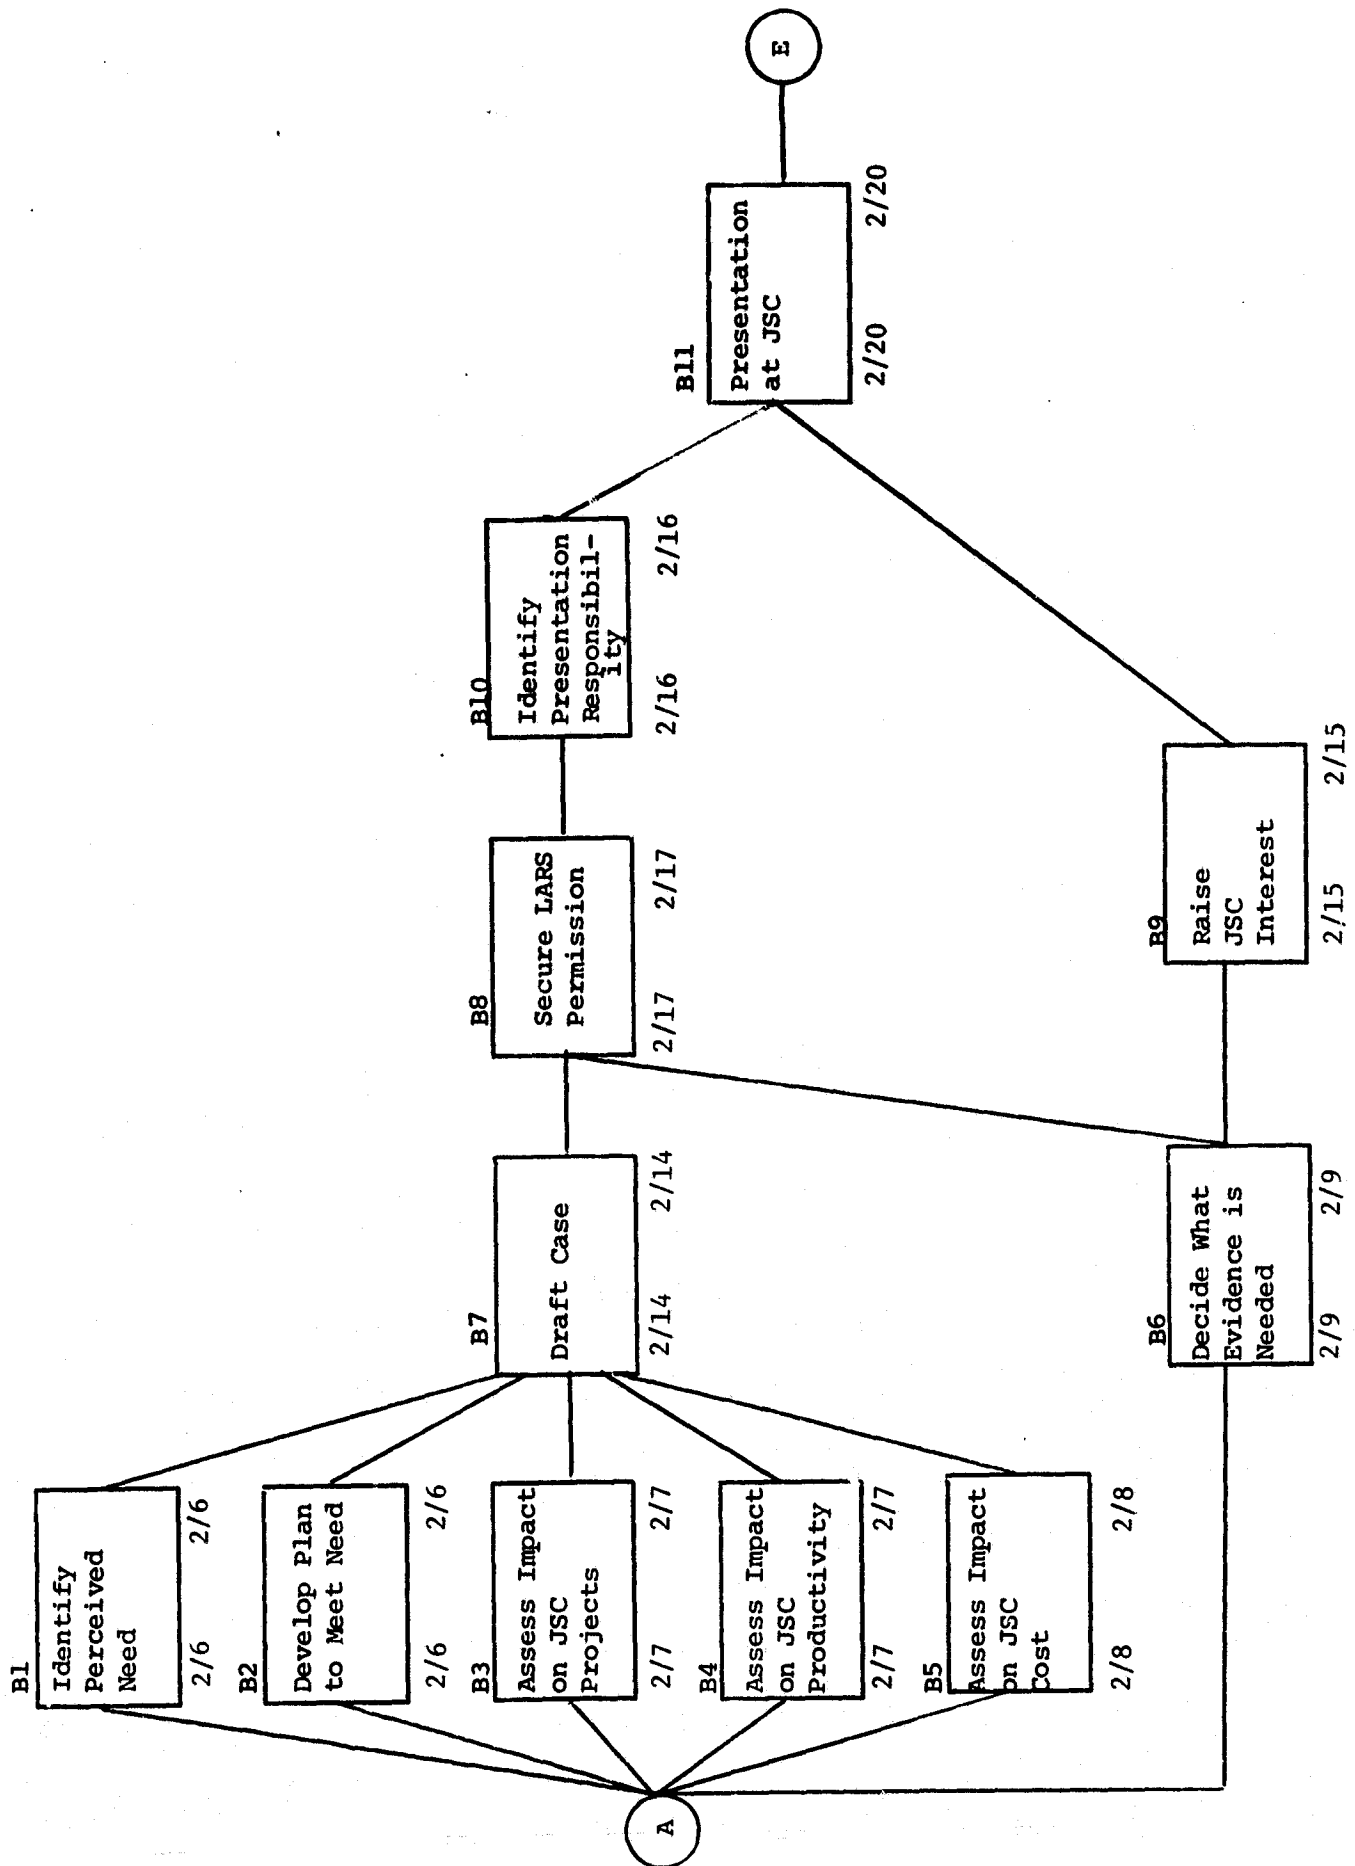 A
B1
Identify
Perceived
Need
2/6 2/6
B2
Develop Plan
to Meet Need
2/6 2/6
B3
Assess Impact
on JSC
Projects
2/7 2/7
B4
Assess Impact
on JSC
Productivity
2/7 2/7
B5
Assess Impact
on JSC
Cost
2/8 2/8
B6
Decide What
Evidence is
Needed
2/9 2/9
B7
Draft Case
2/14 2/14
B8
Secure LARS
Permission
2/17 2/17
B9
Raise
JSC
Interest
2/15 2/15
B10
Identify
Presentation
Responsibil-
ity
2/16 2/16
B11
Presentation
at JSC
2/20 2/20
E